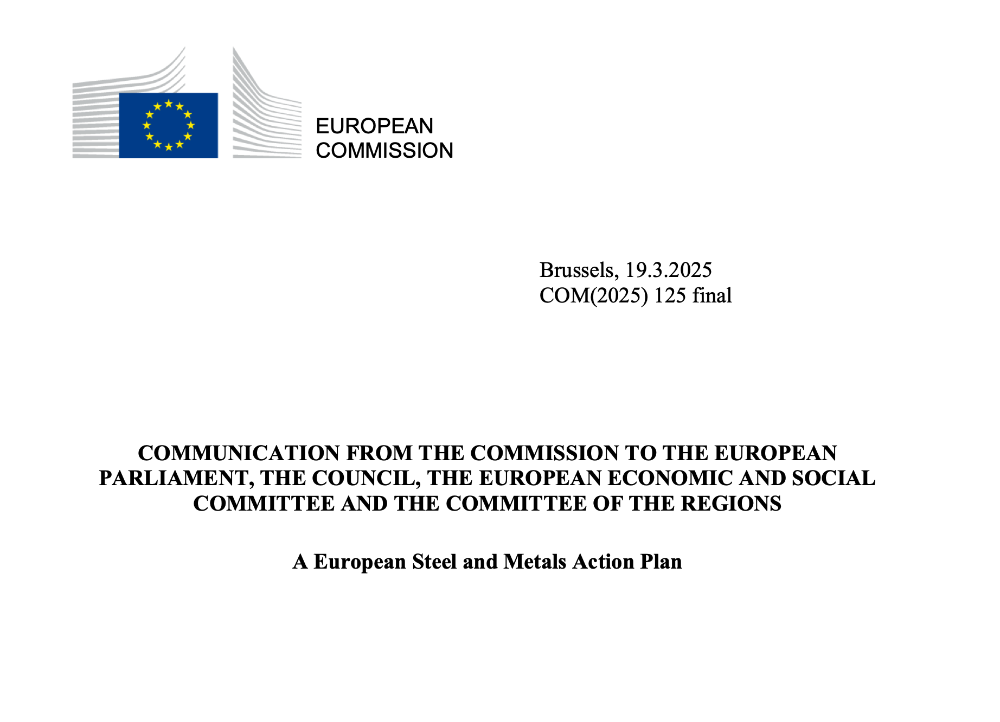 EUROPEAN
COMMISSION
Brussels, 19.3.2025
COM(2025) 125 final
COMMUNICATION FROM THE COMMISSION TO THE EUROPEAN
PARLIAMENT, THE COUNCIL, THE EUROPEAN ECONOMIC AND SOCIAL
COMMITTEE AND THE COMMITTEE OF THE REGIONS
A European Steel and Metals Action Plan